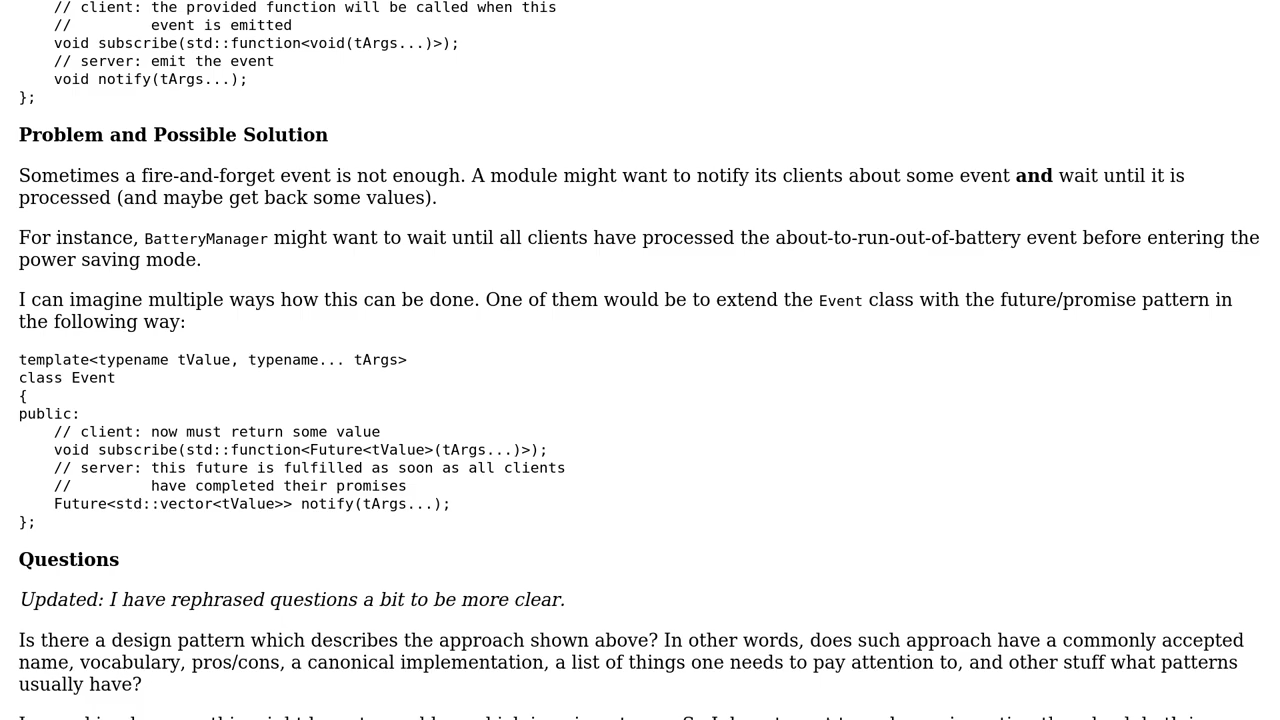 // client: the provided function will be called when this
//         event is emitted
void subscribe(std::function<void(tArgs...)>);
// server: emit the event
void notify(tArgs...);
};
Problem and Possible Solution
Sometimes a fire-and-forget event is not enough. A module might want to notify its clients about some event and wait until it is
processed (and maybe get back some values).
For instance, BatteryManager might want to wait until all clients have processed the about-to-run-out-of-battery event before entering the
power saving mode.
I can imagine multiple ways how this can be done. One of them would be to extend the Event class with the future/promise pattern in
the following way:
template<typename tValue, typename... tArgs>
class Event
{
public:
    // client: now must return some value
    void subscribe(std::function<Future<tValue>(tArgs...)>);
    // server: this future is fulfilled as soon as all clients
    //         have completed their promises
    Future<std::vector<tValue>> notify(tArgs...);
};
Questions
Updated: I have rephrased questions a bit to be more clear.
Is there a design pattern which describes the approach shown above? In other words, does such approach have a commonly accepted
name, vocabulary, pros/cons, a canonical implementation, a list of things one needs to pay attention to, and other stuff what patterns
usually have?